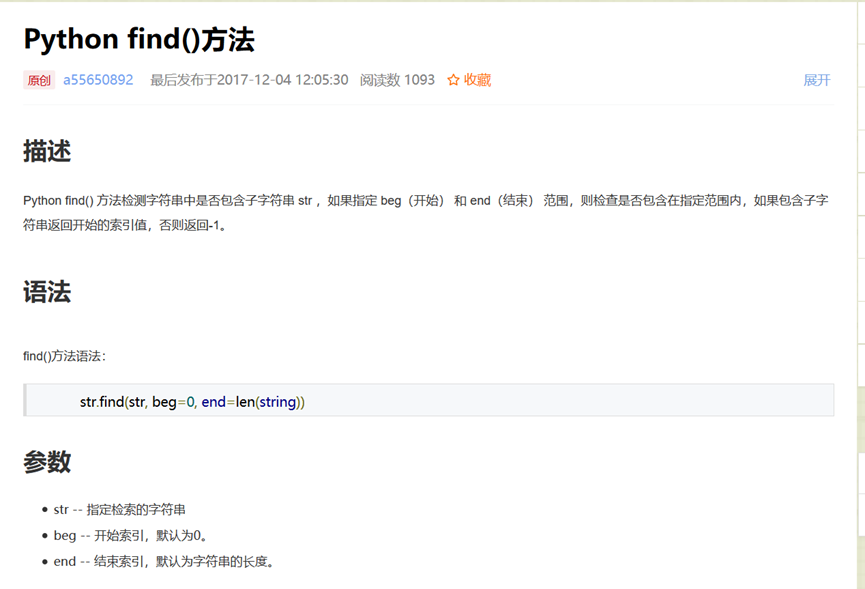 Python find()方法
原创 a55650892 最后发布于2017-12-04 12:05:30 阅读数 1093 收藏 展开
描述
Python find() 方法检测字符串中是否包含子字符串 str ，如果指定 beg（开始） 和 end（结束） 范围，则检查是否包含在指定范围内，如果包含子字
符串返回开始的索引值，否则返回-1。
语法
find()方法语法：
str.find(str, beg=0, end=len(string))
参数
• str -- 指定检索的字符串
• beg -- 开始索引，默认为0。
• end -- 结束索引，默认为字符串的长度。